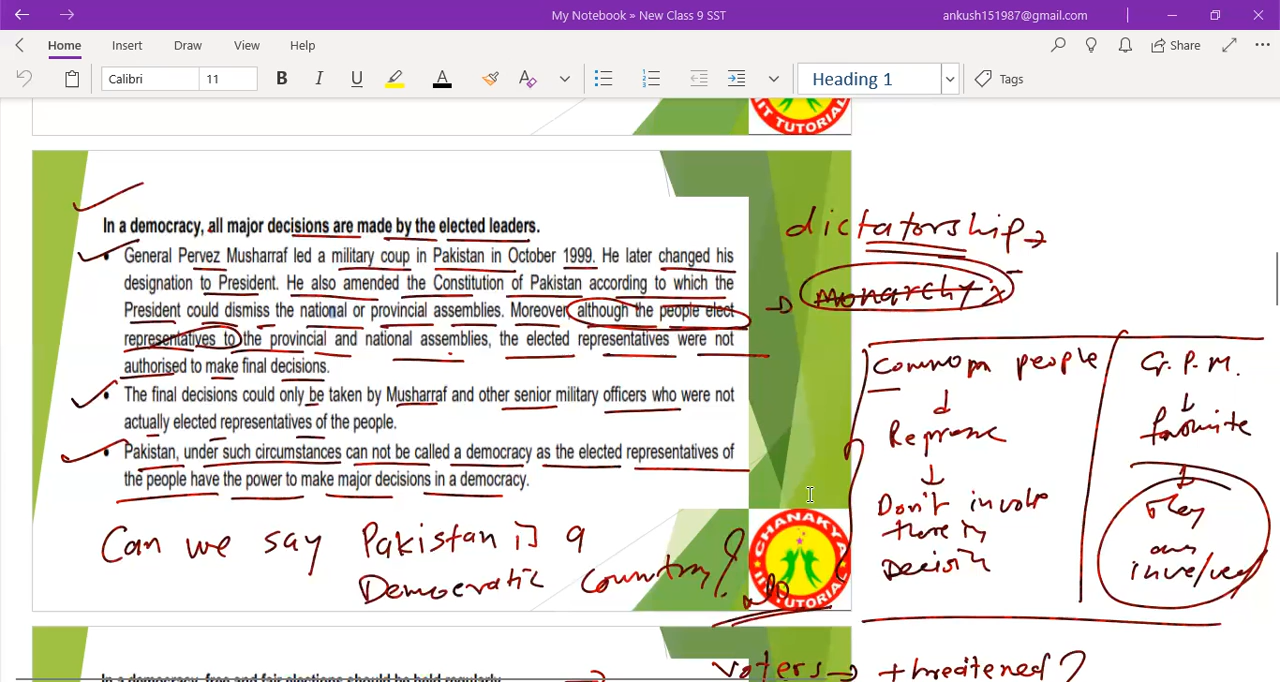 My Notebook » New Class 9 SST
ankush151987@gmail.com
Home Insert Draw View Help
Share
Calibri 11 B I U A A Heading 1 Tags
IIT TUTORIAL
In a democracy, all major decisions are made by the elected leaders.
• General Pervez Musharraf led a military coup in Pakistan in October 1999. He later changed his
designation to President. He also amended the Constitution of Pakistan according to which the
President could dismiss the national or provincial assemblies. Moreover, although the people elect
representatives to the provincial and national assemblies, the elected representatives were not
authorised to make final decisions.
• The final decisions could only be taken by Musharraf and other senior military officers who were not
actually elected representatives of the people.
• Pakistan, under such circumstances can not be called a democracy as the elected representatives of
the people have the power to make major decisions in a democracy.
Can we say Pakistan is a
Democratic Country?
CHANAKYA
IIT TUTORIAL
dictatorship
monarchy
Common people
Don't involve
there in
Decision
G.P.M.
favourite
they
are
involved
In a democracy, free and fair elections should be held regularly.
voters → threitened?